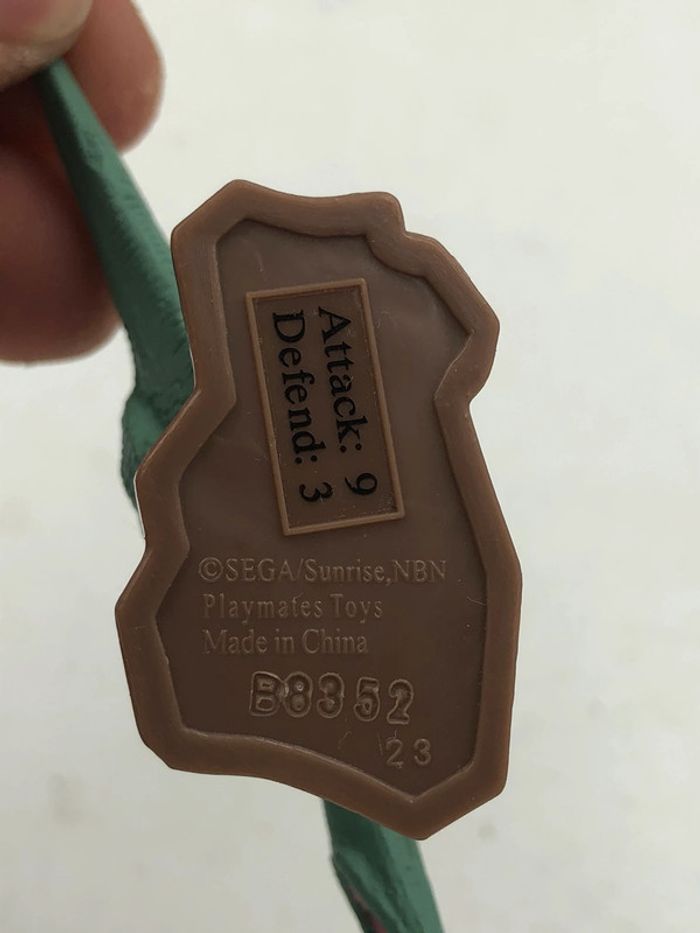 Attack: 9
Defend: 3
©SEGA/Sunrise,NBN
Playmates Toys
Made in China
B8352
23